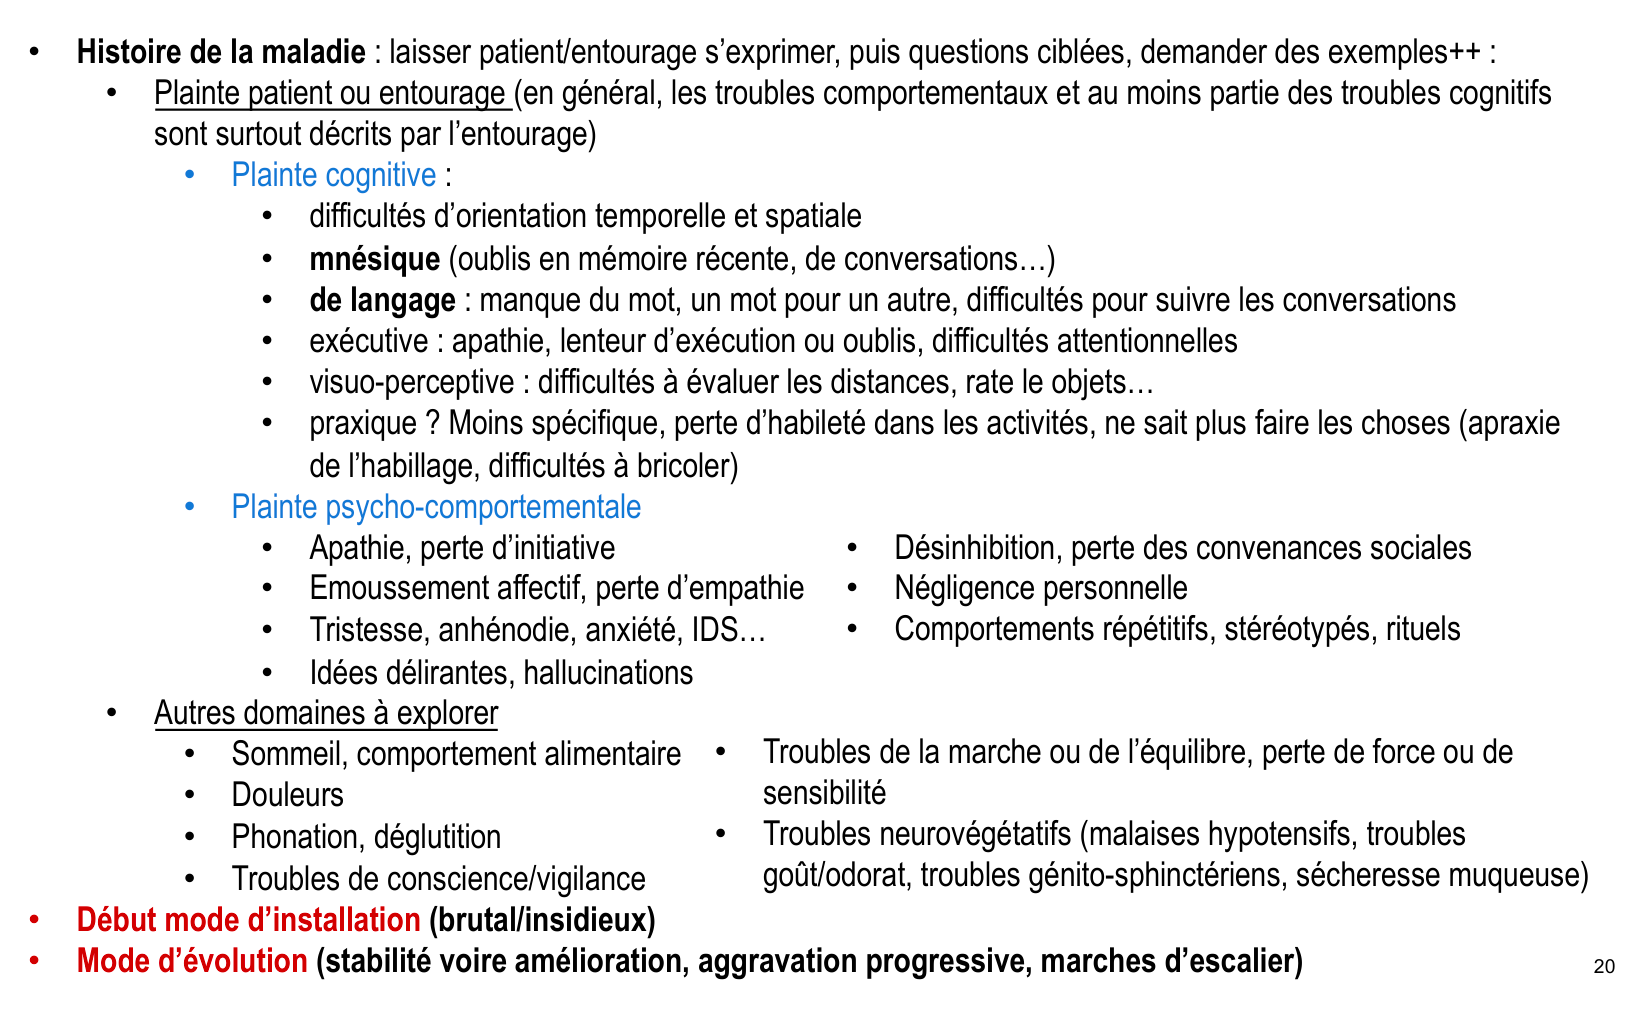 • Histoire de la maladie : laisser patient/entourage s’exprimer, puis questions ciblées, demander des exemples++ :
• Plainte patient ou entourage (en général, les troubles comportementaux et au moins partie des troubles cognitifs
sont surtout décrits par l’entourage)
• Plainte cognitive :
• difficultés d’orientation temporelle et spatiale
• mnésique (oublis en mémoire récente, de conversations…)
• de langage : manque du mot, un mot pour un autre, difficultés pour suivre les conversations
• exécutive : apathie, lenteur d’exécution ou oublis, difficultés attentionnelles
• visuo-perceptive : difficultés à évaluer les distances, rate le objets…
• praxique ? Moins spécifique, perte d’habileté dans les activités, ne sait plus faire les choses (apraxie
de l’habillage, difficultés à bricoler)
• Plainte psycho-comportementale
• Apathie, perte d’initiative
• Emoussement affectif, perte d’empathie
• Tristesse, anhénodie, anxiété, IDS…
• Idées délirantes, hallucinations
• Désinhibition, perte des convenances sociales
• Négligence personnelle
• Comportements répétitifs, stéréotypés, rituels
• Autres domaines à explorer
• Sommeil, comportement alimentaire
• Douleurs
• Phonation, déglutition
• Troubles de conscience/vigilance
• Troubles de la marche ou de l’équilibre, perte de force ou de
sensibilité
• Troubles neurovégétatifs (malaises hypotensifs, troubles
goût/odorat, troubles génito-sphinctériens, sécheresse muqueuse)
• Début mode d’installation (brutal/insidieux)
• Mode d’évolution (stabilité voire amélioration, aggravation progressive, marches d’escalier)
20